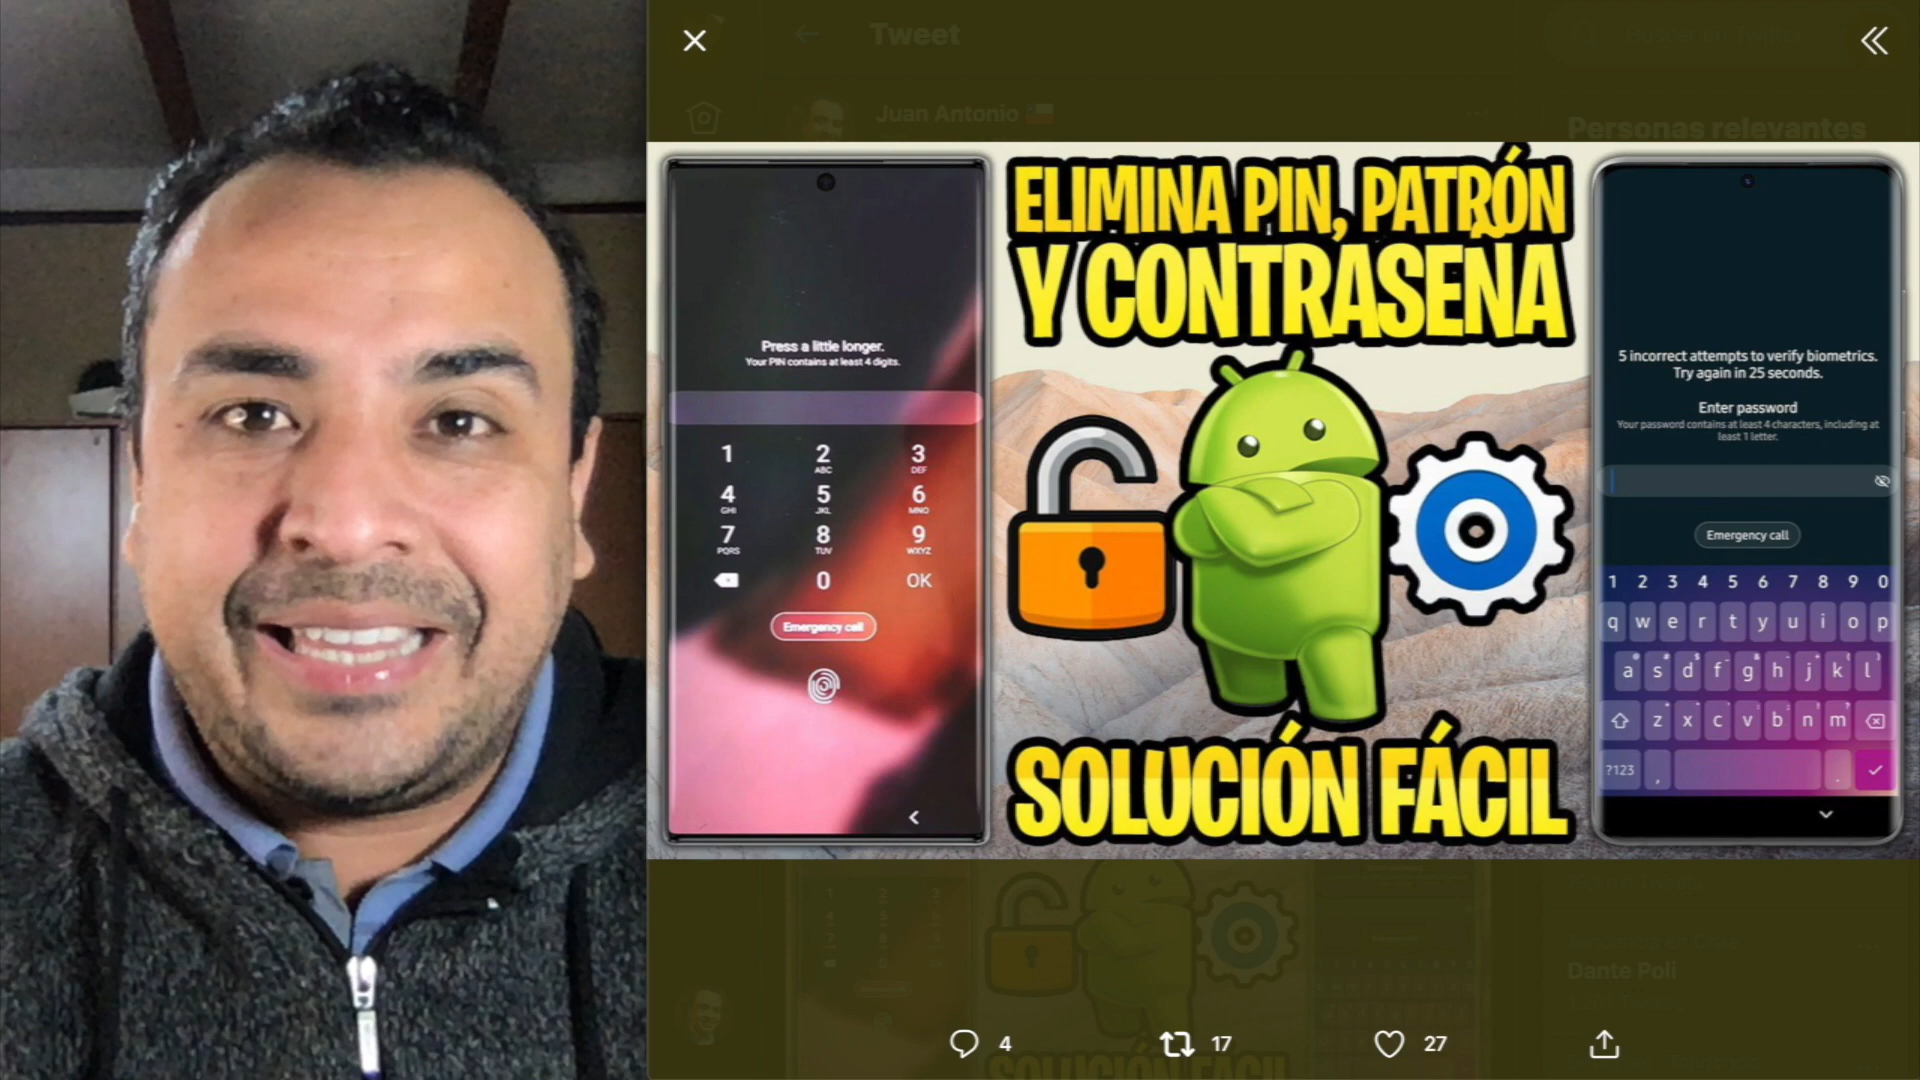 Tweet
Juan Antonio
Personas relevantes
ELIMINA PIN, PATRÓN
Y CONTRASEÑA
SOLUCIÓN FÁCIL
Press a little longer.
Your PIN contains at least 4 digits.
1 2 3
ABC DEF
4 5 6
GHI JKL MNO
7 8 9
PQRS TUV WXYZ
0 OK
Emergency call
5 incorrect attempts to verify biometrics.
Try again in 25 seconds.
Enter password
Your password contains at least 4 characters, including at
least 1 letter.
Emergency call
1 2 3 4 5 6 7 8 9 0
q w e r t y u i o p
a s d f g h j k l
z x c v b n m
?123 , .
Dante Poli
SOLUCIÓN FÁCIL
4 17 27